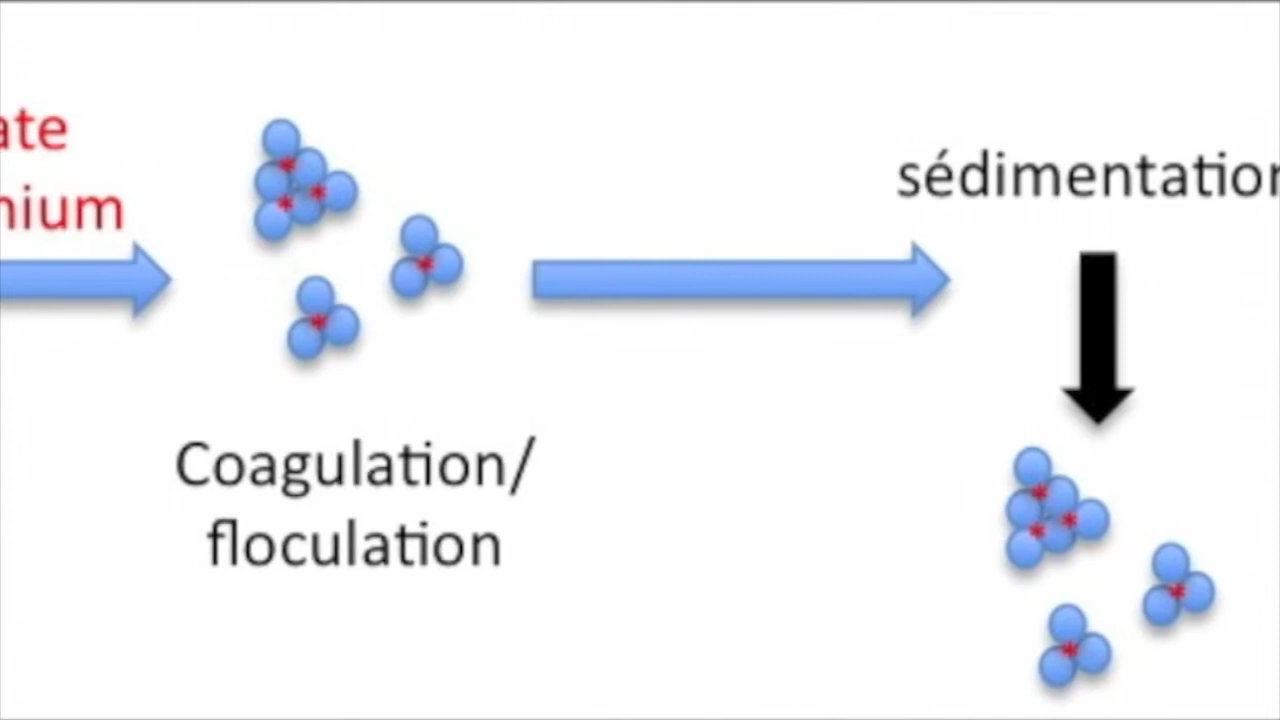 ate
nium
sédimentation
Coagulation/
floculation